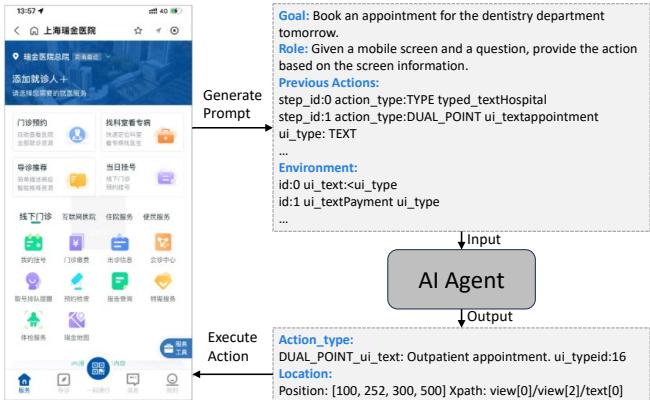 13:57
40
上海瑞金医院
瑞金医院总院 距离最近
添加就诊人＋
请选择您需要的就医服务
门诊预约
找科室看专病
导诊推荐
当日挂号
线下门诊 互联网医院 住院服务 便民服务
我的挂号 门诊缴费 出诊信息 会诊中心
取号排队提醒 预约检查 报告查询 特需服务
体检服务 瑞金地图
服务
工具
服务
Generate
Prompt
Goal: Book an appointment for the dentistry department
tomorrow.
Role: Given a mobile screen and a question, provide the action
based on the screen information.
Previous Actions:
step_id:0 action_type:TYPE typed_textHospital
step_id:1 action_type:DUAL_POINT ui_textappointment
ui_type: TEXT
...
Environment:
id:0 ui_text:<ui_type
id:1 ui_textPayment ui_type
...
Input
AI Agent
Output
Execute
Action
Action_type:
DUAL_POINT_ui_text: Outpatient appointment. ui_typeid:16
Location:
Position: [100, 252, 300, 500] Xpath: view[0]/view[2]/text[0]